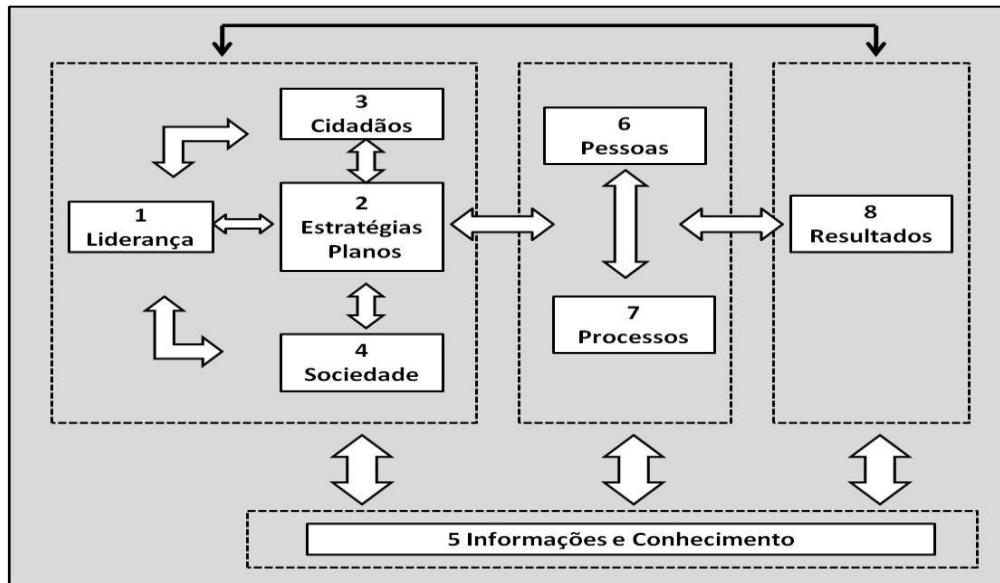 3
Cidadãos
1
Liderança
2
Estratégias
Planos
4
Sociedade
6
Pessoas
7
Processos
8
Resultados
5 Informações e Conhecimento